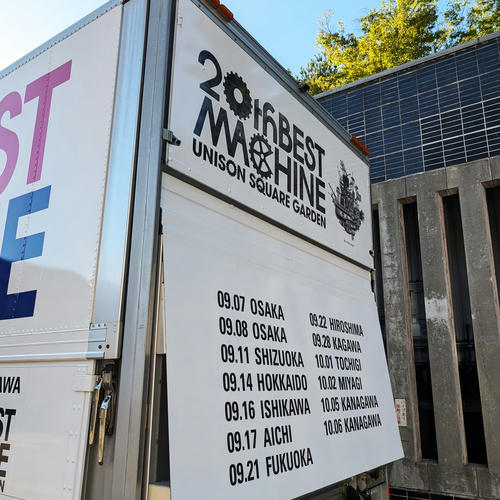 ST
E
AWA
ST
E
N
20th BEST
MACHINE
UNISON SQUARE GARDEN
09.07 OSAKA
09.08 OSAKA
09.11 SHIZUOKA
09.14 HOKKAIDO
09.16 ISHIKAWA
09.17 AICHI
09.21 FUKUOKA
09.22 HIROSHIMA
09.28 KAGAWA
10.01 TOCHIGI
10.02 MIYAGI
10.05 KANAGAWA
10.06 KANAGAWA